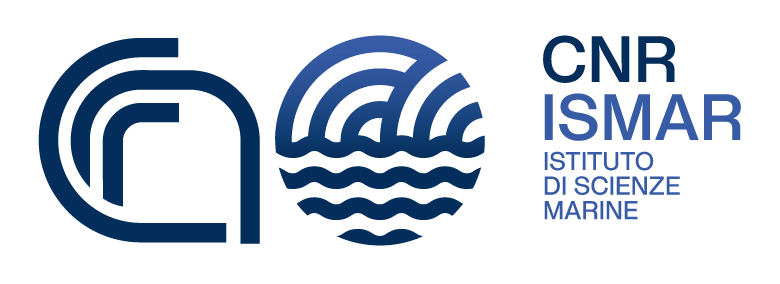 CNR
ISMAR
ISTITUTO
DI SCIENZE
MARINE